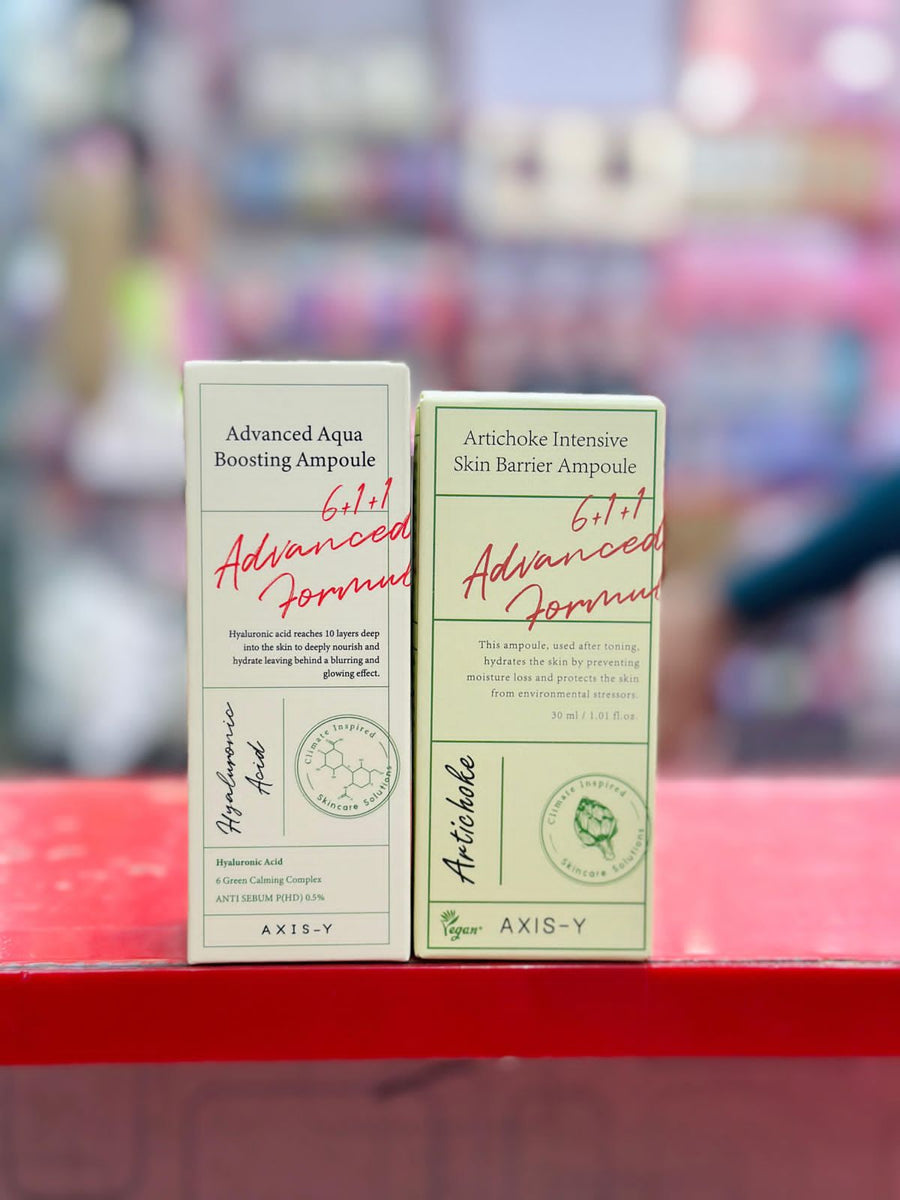 Advanced Aqua
Boosting Ampoule
6+1+1
Advanced
Formul
Hyaluronic acid reaches 10 layers deep
into the skin to deeply nourish and
hydrate leaving behind a blurring and
glowing effect.
Hyaluronic
Acid
Climate Inspired
Skincare Solutions
Hyaluronic Acid
6 Green Calming Complex
ANTI SEBUM P(HD) 0.5%
AXIS-Y
Artichoke Intensive
Skin Barrier Ampoule
6+1+1
Advanced
Formul
This ampoule, used after toning,
hydrates the skin by preventing
moisture loss and protects the skin
from environmental stressors.
30 ml / 1.01 fl.oz.
Artichoke
Climate Inspired
Skincare Solutions
Vegan
AXIS-Y